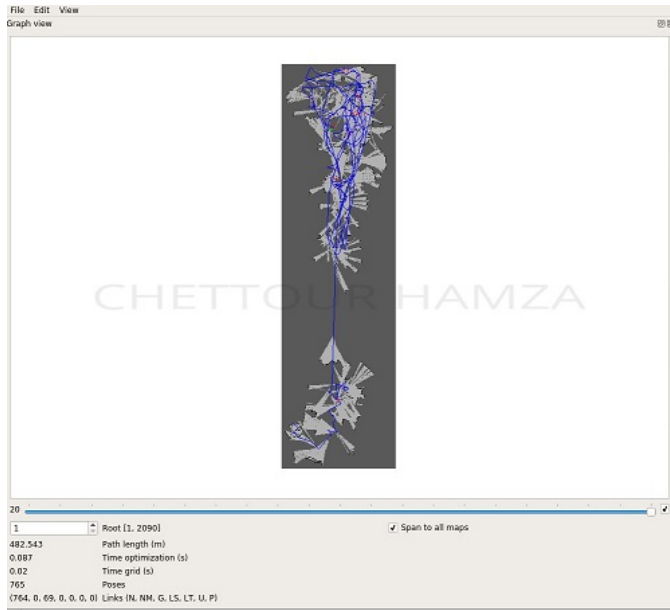 File Edit View
Graph view
CHETTOUR HAMZA
20
1 Root [1, 2090] Span to all maps
482.543 Path length (m)
0.087 Time optimization (s)
0.02 Time grid (s)
765 Poses
(764, 0, 69, 0, 0, 0, 0) Links (N, NM, G, LS, LT, U, P)